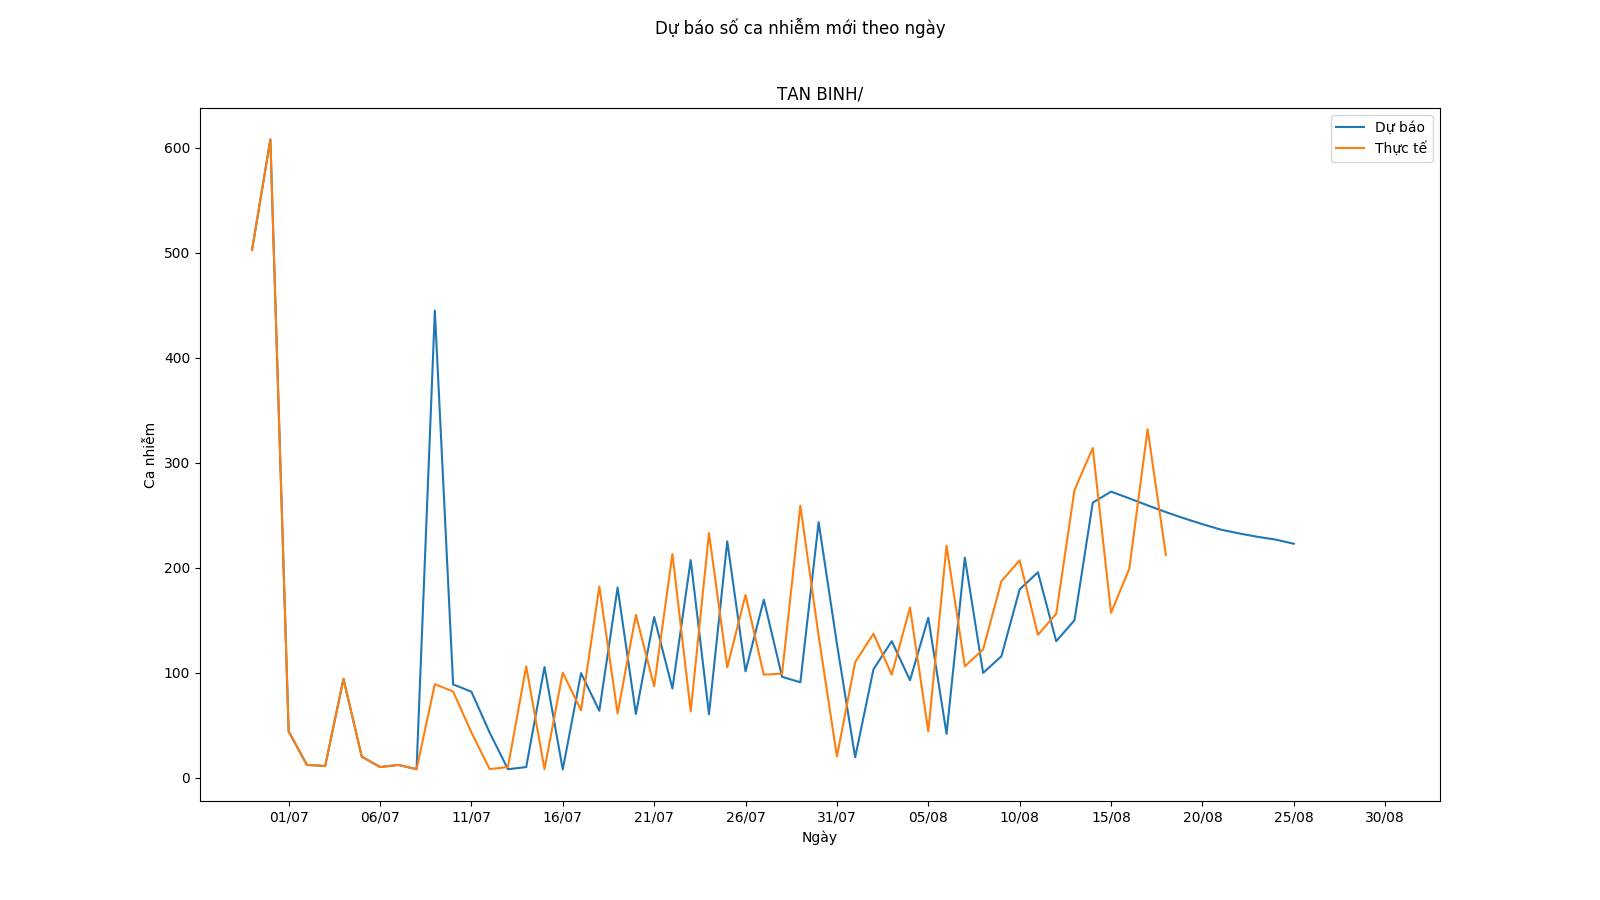 Dự báo số ca nhiễm mới theo ngày
TAN BINH/
Dự báo
Thực tế
600
500
400
300
200
100
0
Ca nhiễm
01/07 06/07 11/07 16/07 21/07 26/07 31/07 05/08 10/08 15/08 20/08 25/08 30/08
Ngày